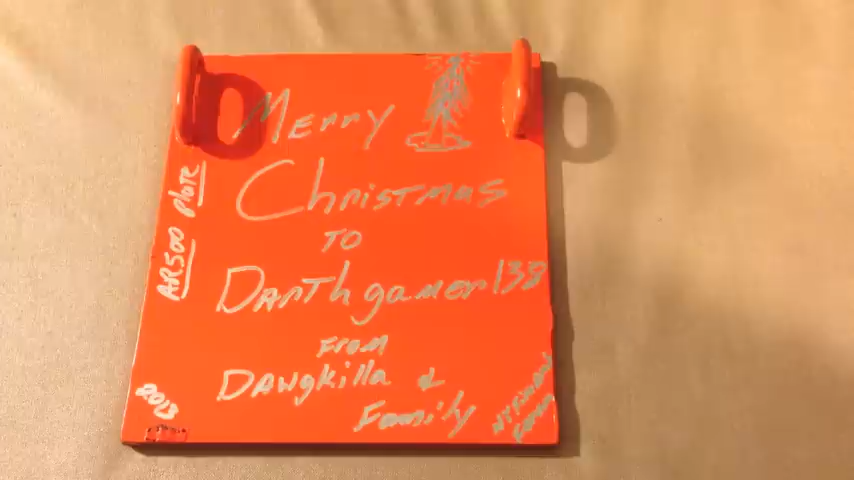 Merry
Christmas
TO
Darthgamer138
From
Dawgkilla &
Family
AR500 Plate
2013